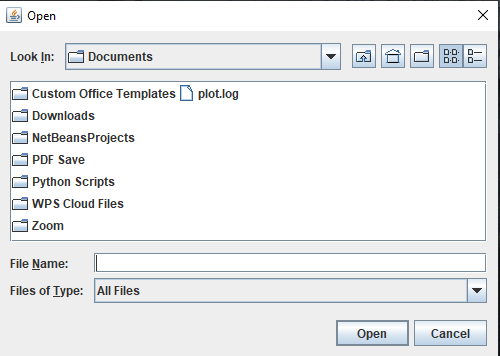 Open
Look In: Documents
Custom Office Templates plot.log
Downloads
NetBeansProjects
PDF Save
Python Scripts
WPS Cloud Files
Zoom
File Name:
Files of Type: All Files
Open Cancel